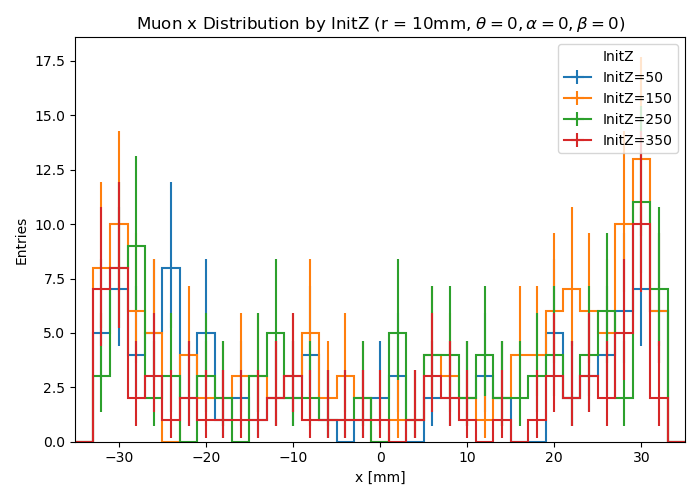 Muon x Distribution by InitZ (r = 10mm, θ = 0, α = 0, β = 0)
InitZ
InitZ=50
InitZ=150
InitZ=250
InitZ=350
Entries
17.5
15.0
12.5
10.0
7.5
5.0
2.5
0.0
−30 −20 −10 0 10 20 30
x [mm]